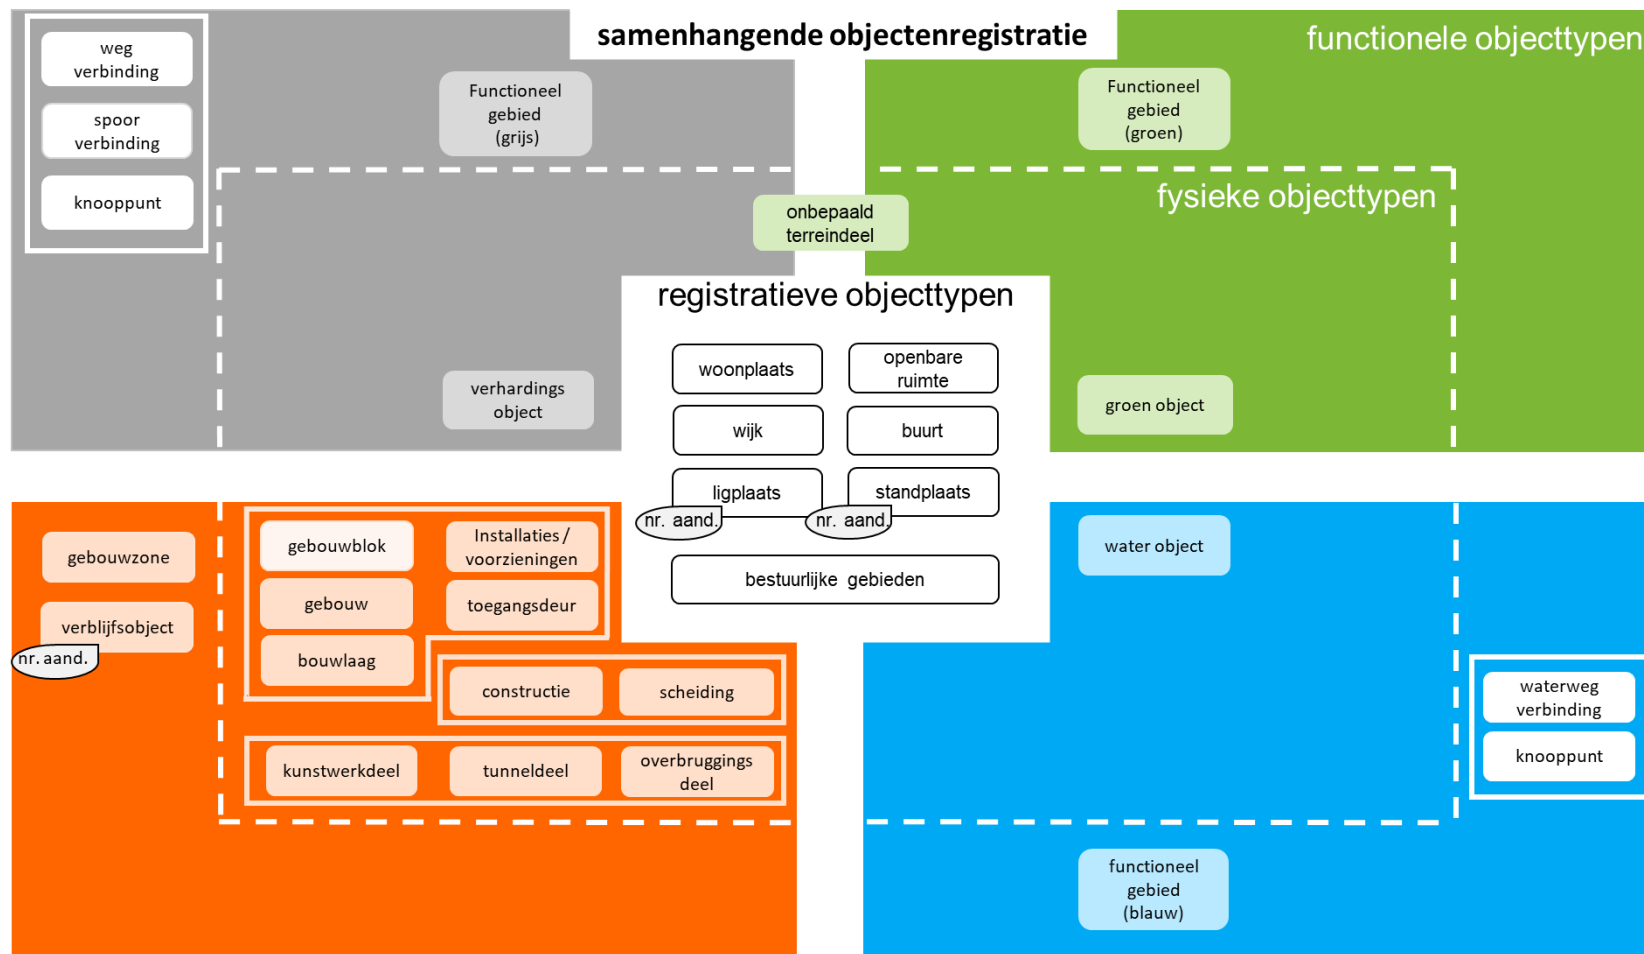 samenhangende objectenregistratie
functionele objecttypen
weg
verbinding
spoor
verbinding
knooppunt
Functioneel
gebied
(grijs)
Functioneel
gebied
(groen)
fysieke objecttypen
onbepaald
terreindeel
verhardings
object
groen object
registratieve objecttypen
woonplaats
openbare
ruimte
wijk
buurt
ligplaats
nr. aand.
standplaats
nr. aand.
bestuurlijke gebieden
gebouwzone
verblijfsobject
nr. aand.
gebouwblok
Installaties /
voorzieningen
gebouw
toegangsdeur
bouwlaag
constructie
scheiding
kunstwerkdeel
tunneldeel
overbruggings
deel
water object
waterweg
verbinding
knooppunt
functioneel
gebied
(blauw)